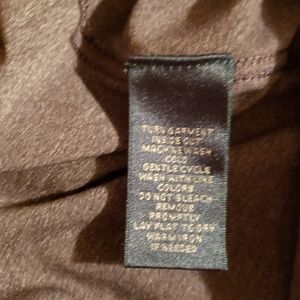 TURN GARMENT
INSIDE OUT
MACHINE WASH
COLD
GENTLE CYCLE
WASH WITH LIKE
COLORS
DO NOT BLEACH
REMOVE
PROMPTLY
LAY FLAT TO DRY
WARM IRON
IF NEEDED